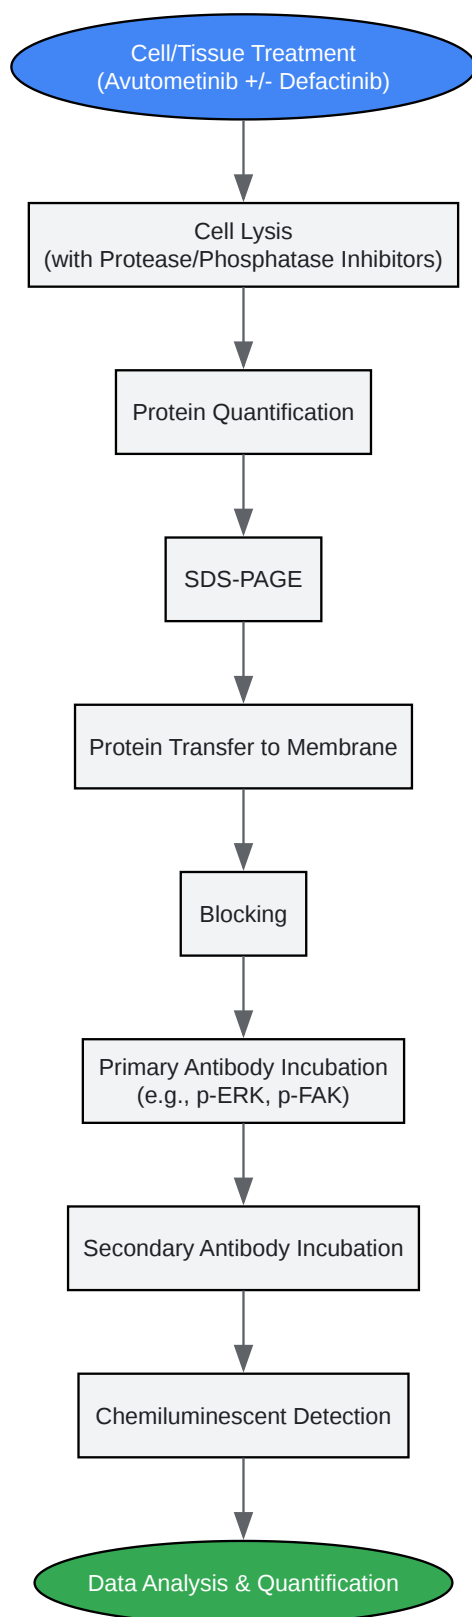 Cell/Tissue Treatment
(Avutometinib +/- Defactinib)
Cell Lysis
(with Protease/Phosphatase Inhibitors)
Protein Quantification
SDS-PAGE
Protein Transfer to Membrane
Blocking
Primary Antibody Incubation
(e.g., p-ERK, p-FAK)
Secondary Antibody Incubation
Chemiluminescent Detection
Data Analysis & Quantification